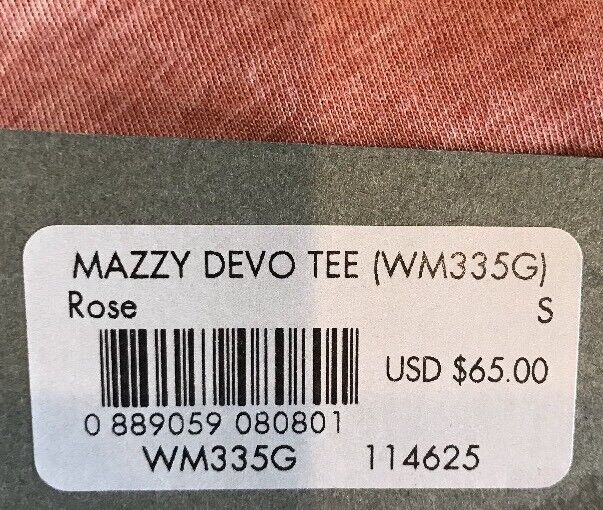 MAZZY DEVO TEE (WM335G)
Rose S
USD $65.00
0 889059 080801
WM335G 114625